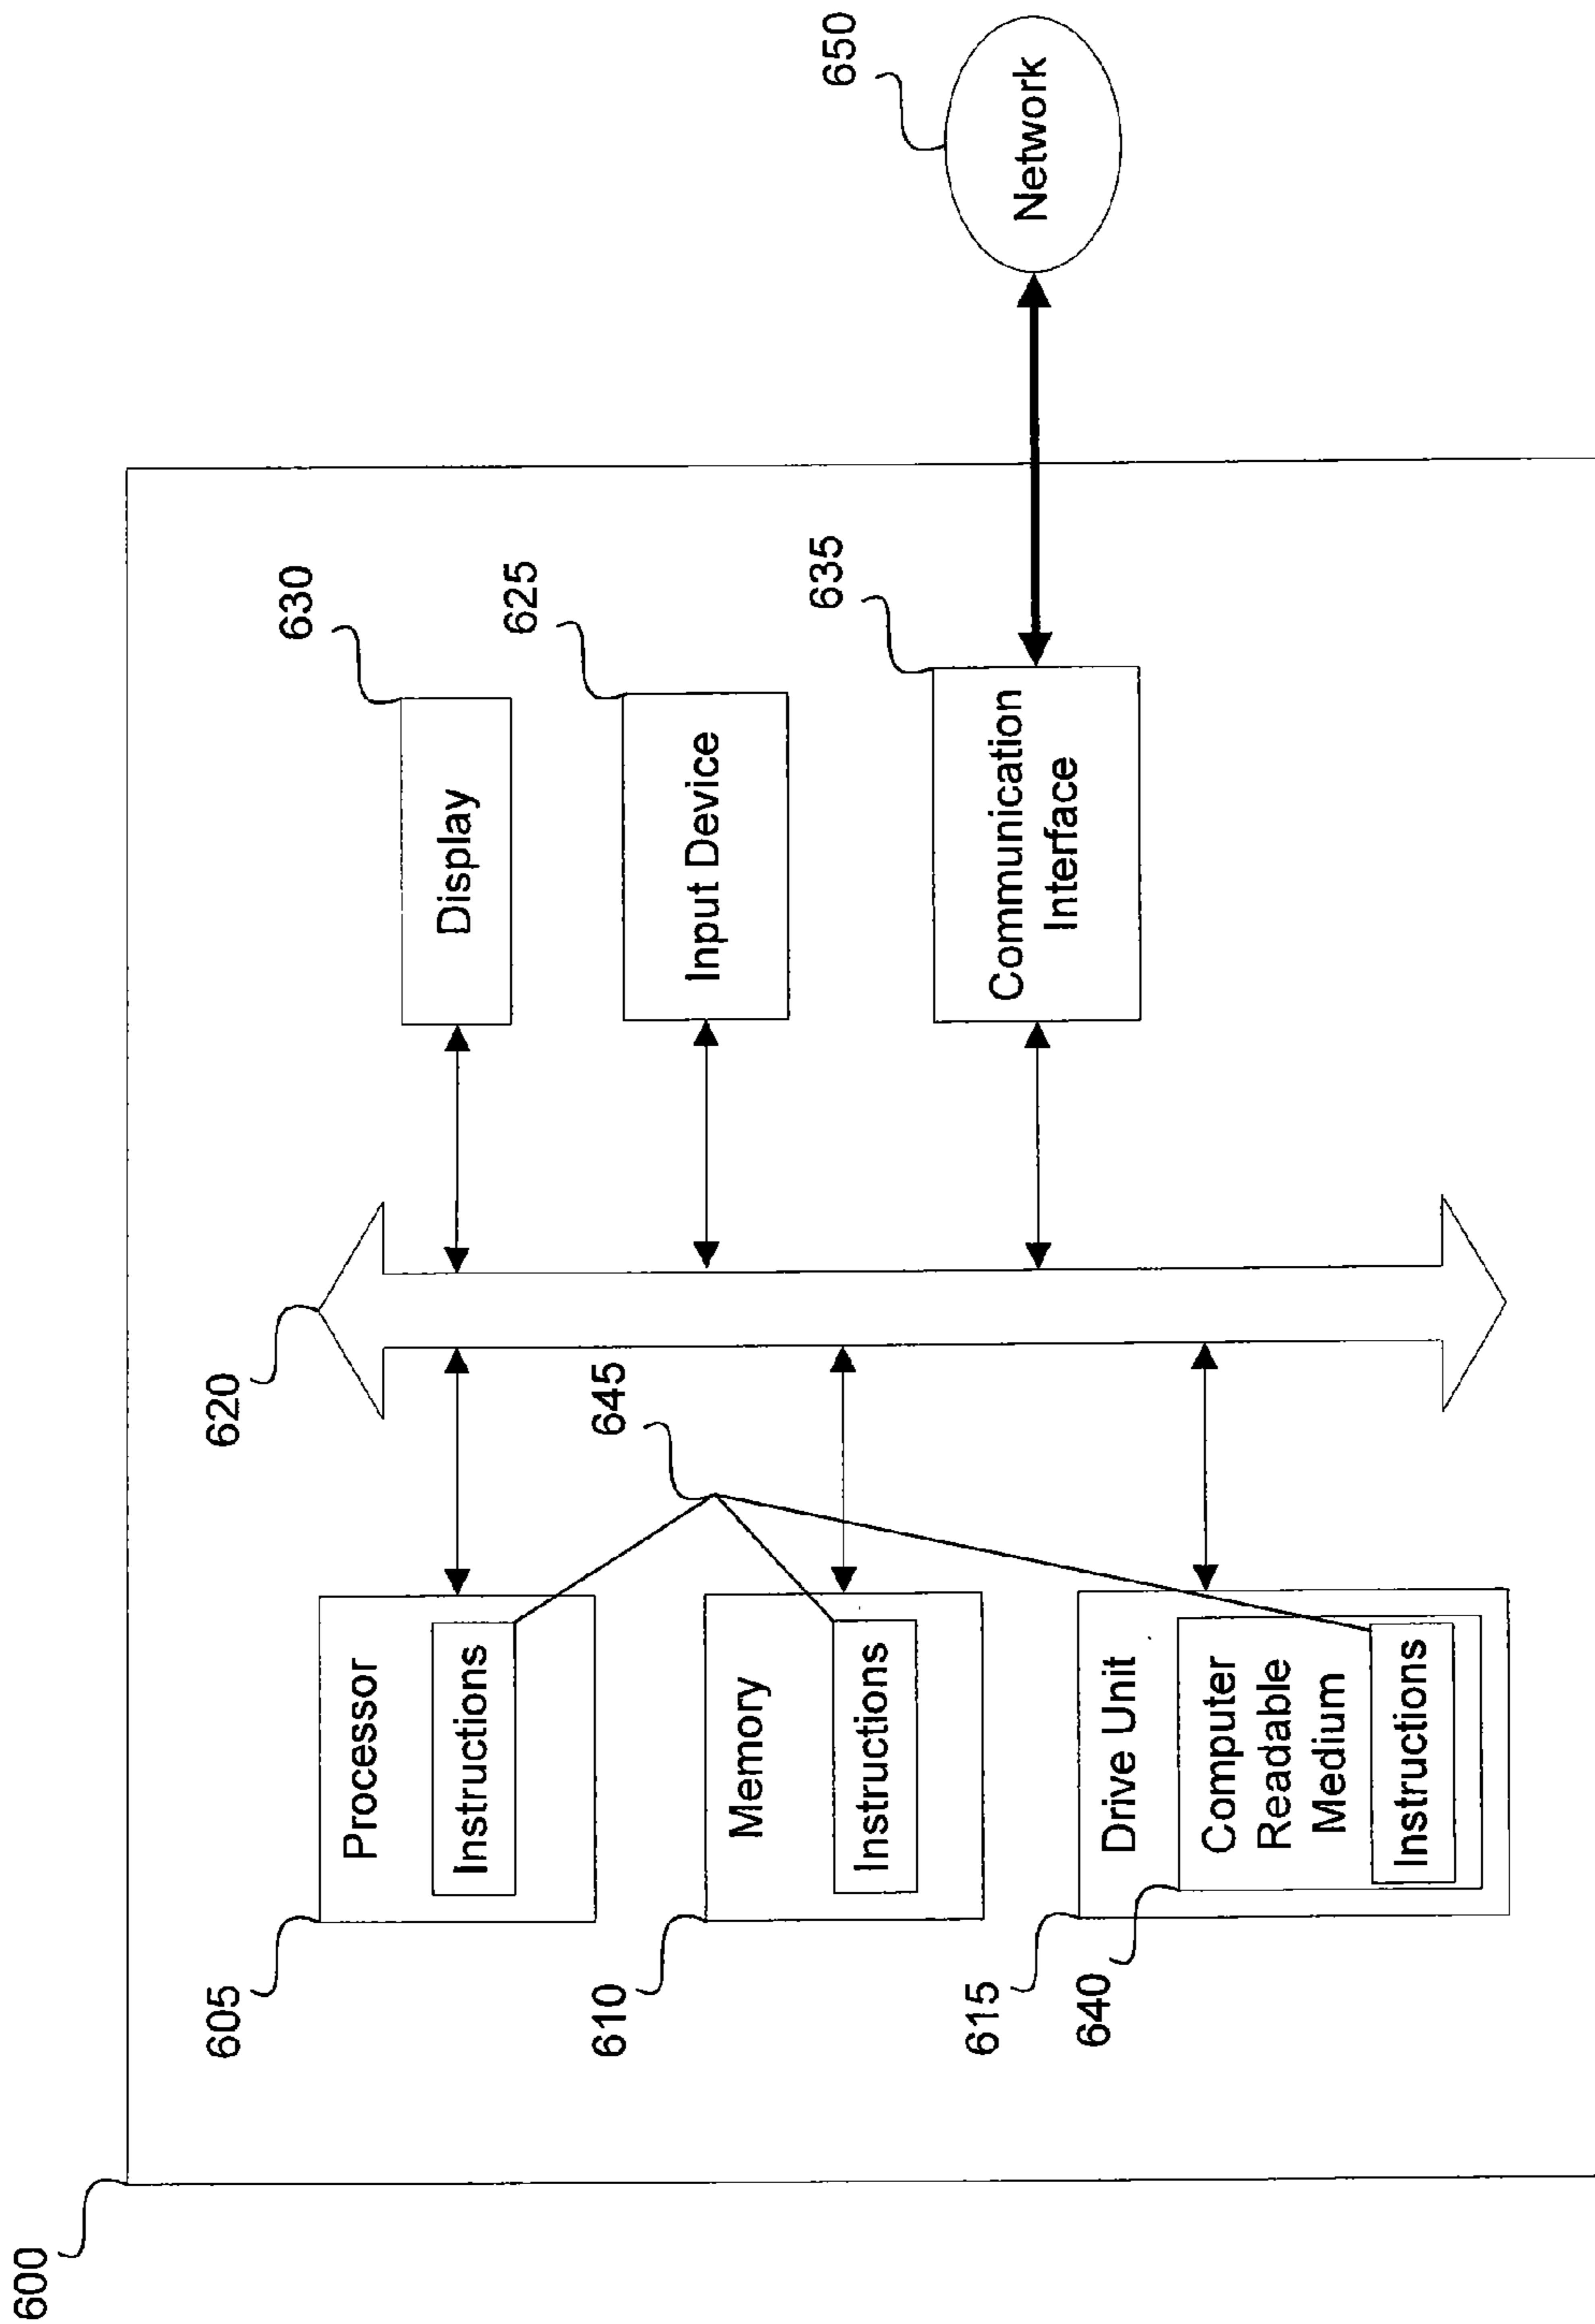 600
605
Processor
Instructions
610
Memory
Instructions
615
Drive Unit
640
Computer
Readable
Medium
Instructions
620
645
630
Display
625
Input Device
635
Communication
Interface
650
Network